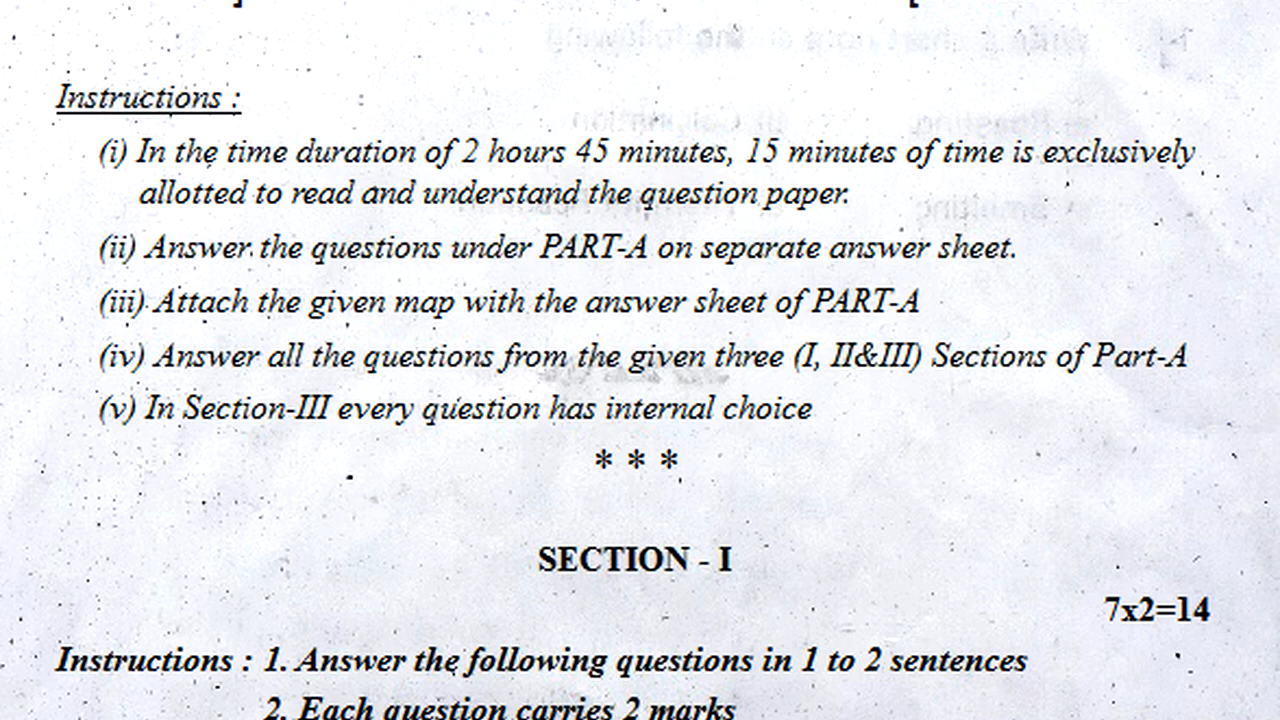 Instructions :
(i) In the time duration of 2 hours 45 minutes, 15 minutes of time is exclusively
allotted to read and understand the question paper.
(ii) Answer the questions under PART-A on separate answer sheet.
(iii) Attach the given map with the answer sheet of PART-A
(iv) Answer all the questions from the given three (I, II&III) Sections of Part-A
(v) In Section-III every question has internal choice
* * *
SECTION - I
7x2=14
Instructions : 1. Answer the following questions in 1 to 2 sentences
2. Each question carries 2 marks